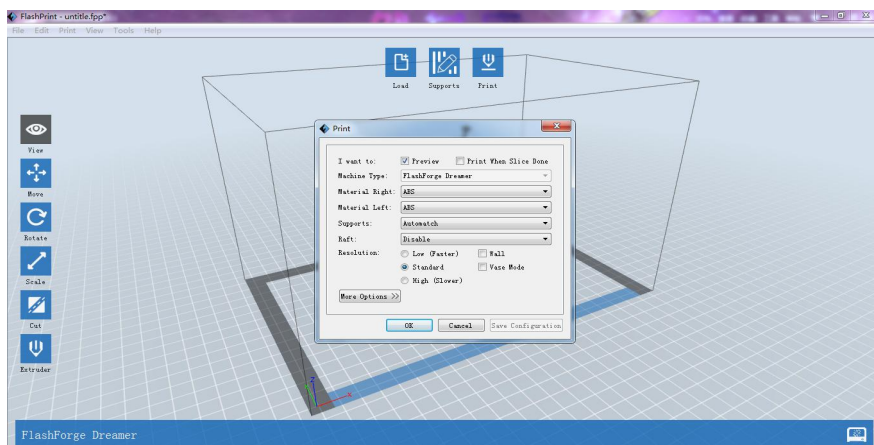 FlashPrint - untitle.fpp*
File Edit Print View Tools Help
Load Supports Print
View
Move
Rotate
Scale
Cut
Extruder
Print
I want to: Preview Print When Slice Done
Machine Type: FlashForge Dreamer
Material Right: ABS
Material Left: ABS
Supports: Automatch
Raft: Disable
Resolution: Low (Faster) Wall
Standard Vase Mode
High (Slower)
More Options >>
OK Cancel Save Configuration
Z
X
FlashForge Dreamer